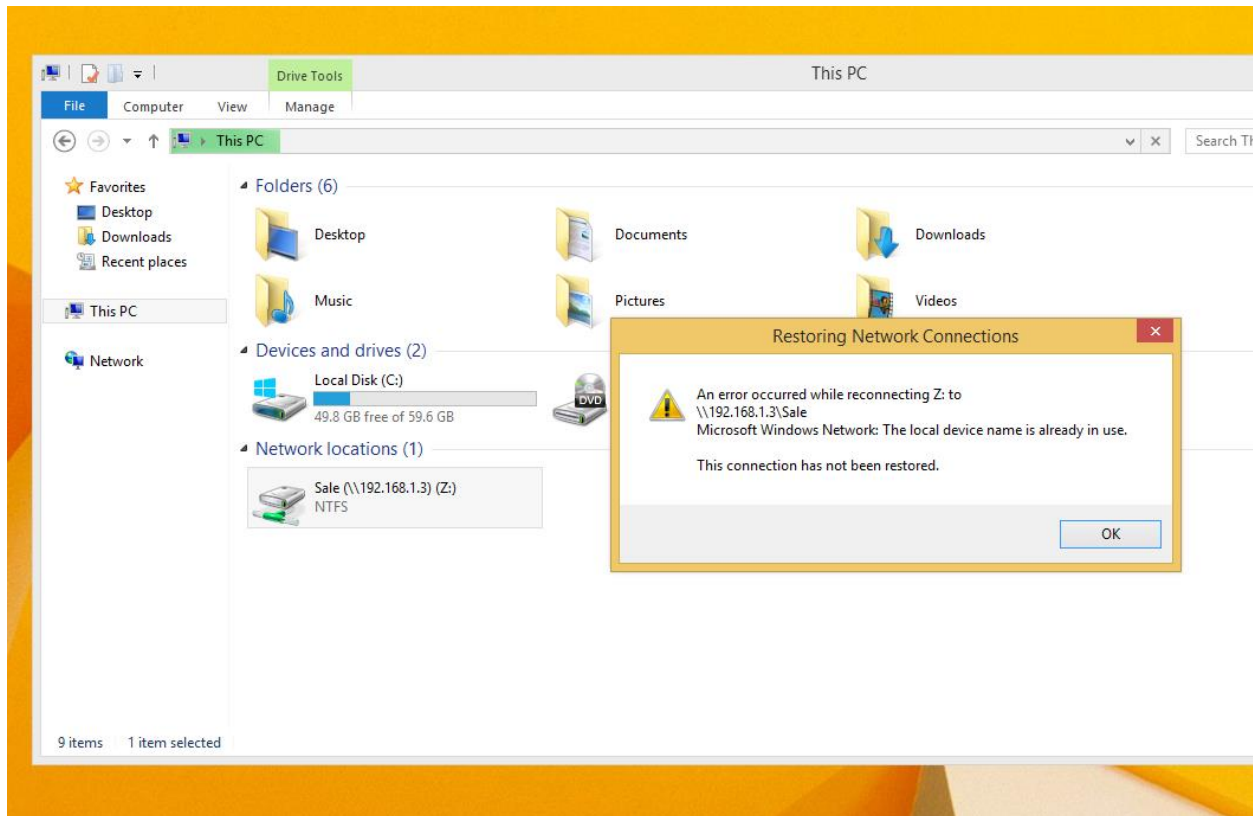 Drive Tools
This PC
File
Computer
View
Manage
This PC
Search Th
Favorites
Desktop
Downloads
Recent places
This PC
Network
Folders (6)
Desktop
Documents
Downloads
Music
Pictures
Videos
Devices and drives (2)
Local Disk (C:)
49.8 GB free of 59.6 GB
DVD
Network locations (1)
Sale (\\192.168.1.3) (Z:)
NTFS
Restoring Network Connections
An error occurred while reconnecting Z: to
\\192.168.1.3\Sale
Microsoft Windows Network: The local device name is already in use.
This connection has not been restored.
OK
9 items
1 item selected